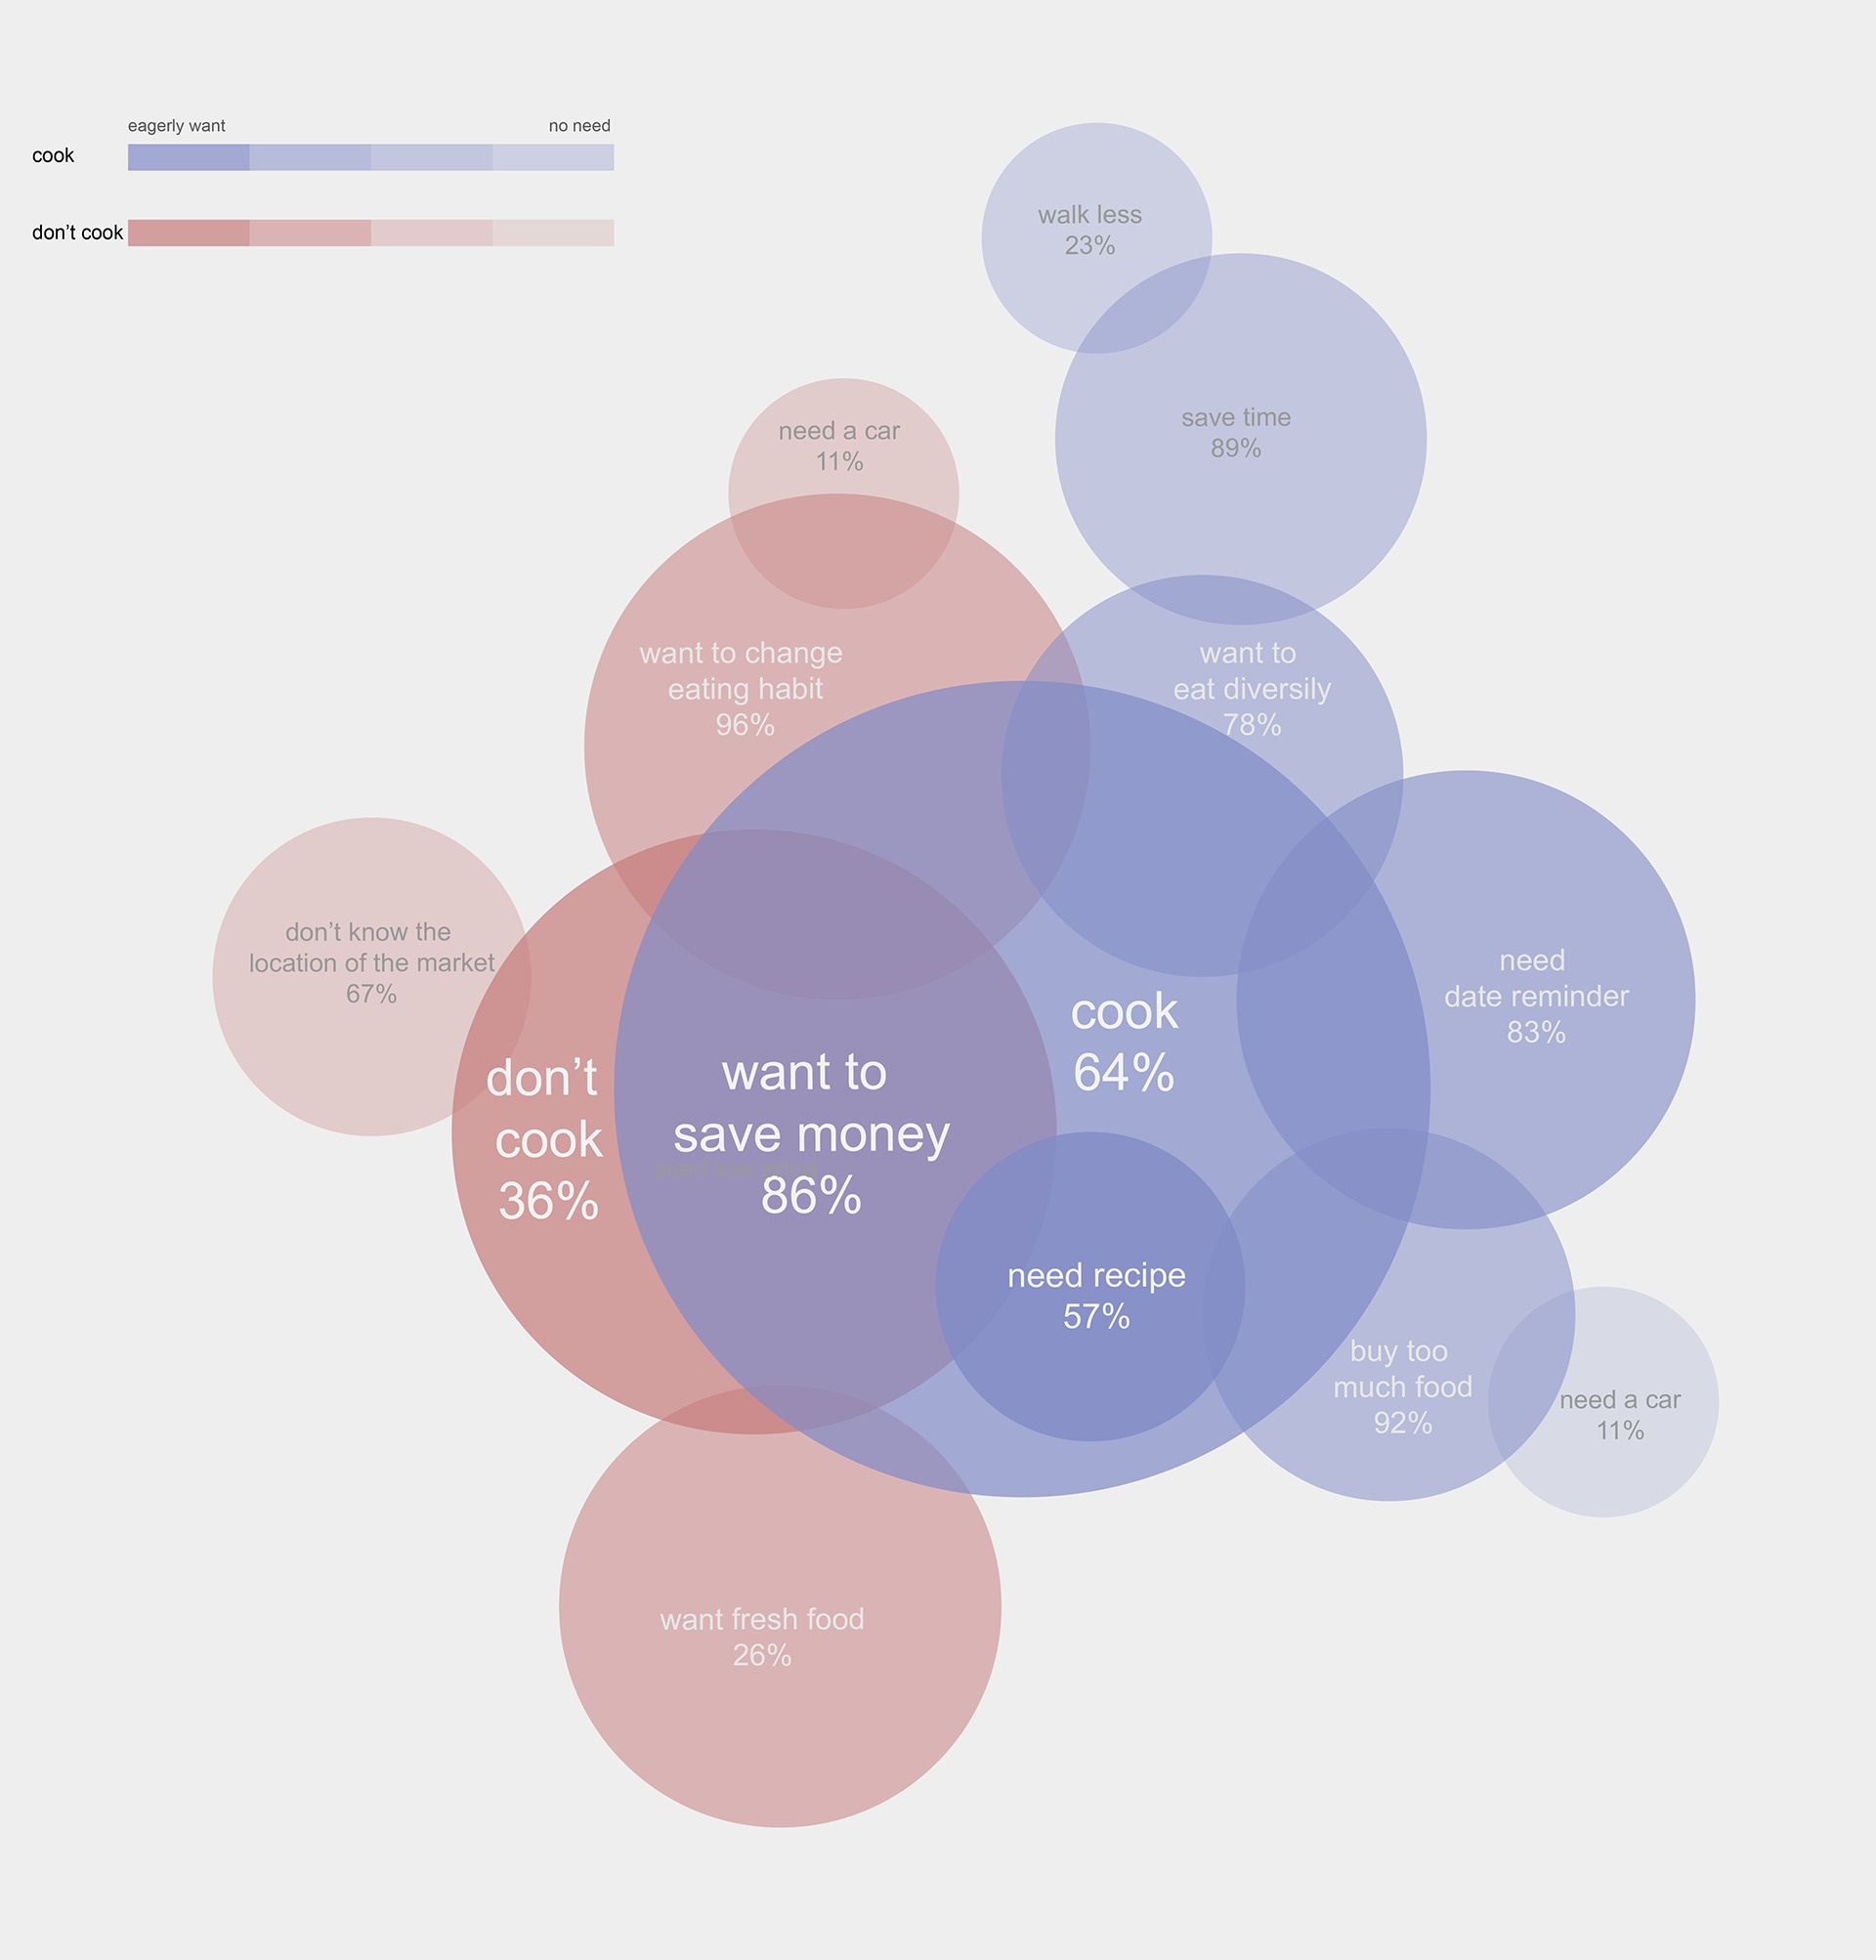 eagerly want
no need
cook
don't cook
walk less
23%
save time
89%
need a car
11%
want to change
eating habit
96%
want to
eat diversily
78%
don't know the
location of the market
67%
need
date reminder
83%
cook
64%
don't
cook
36%
want to
save money
86%
need recipe
57%
buy too
much food
92%
need a car
11%
want fresh food
26%